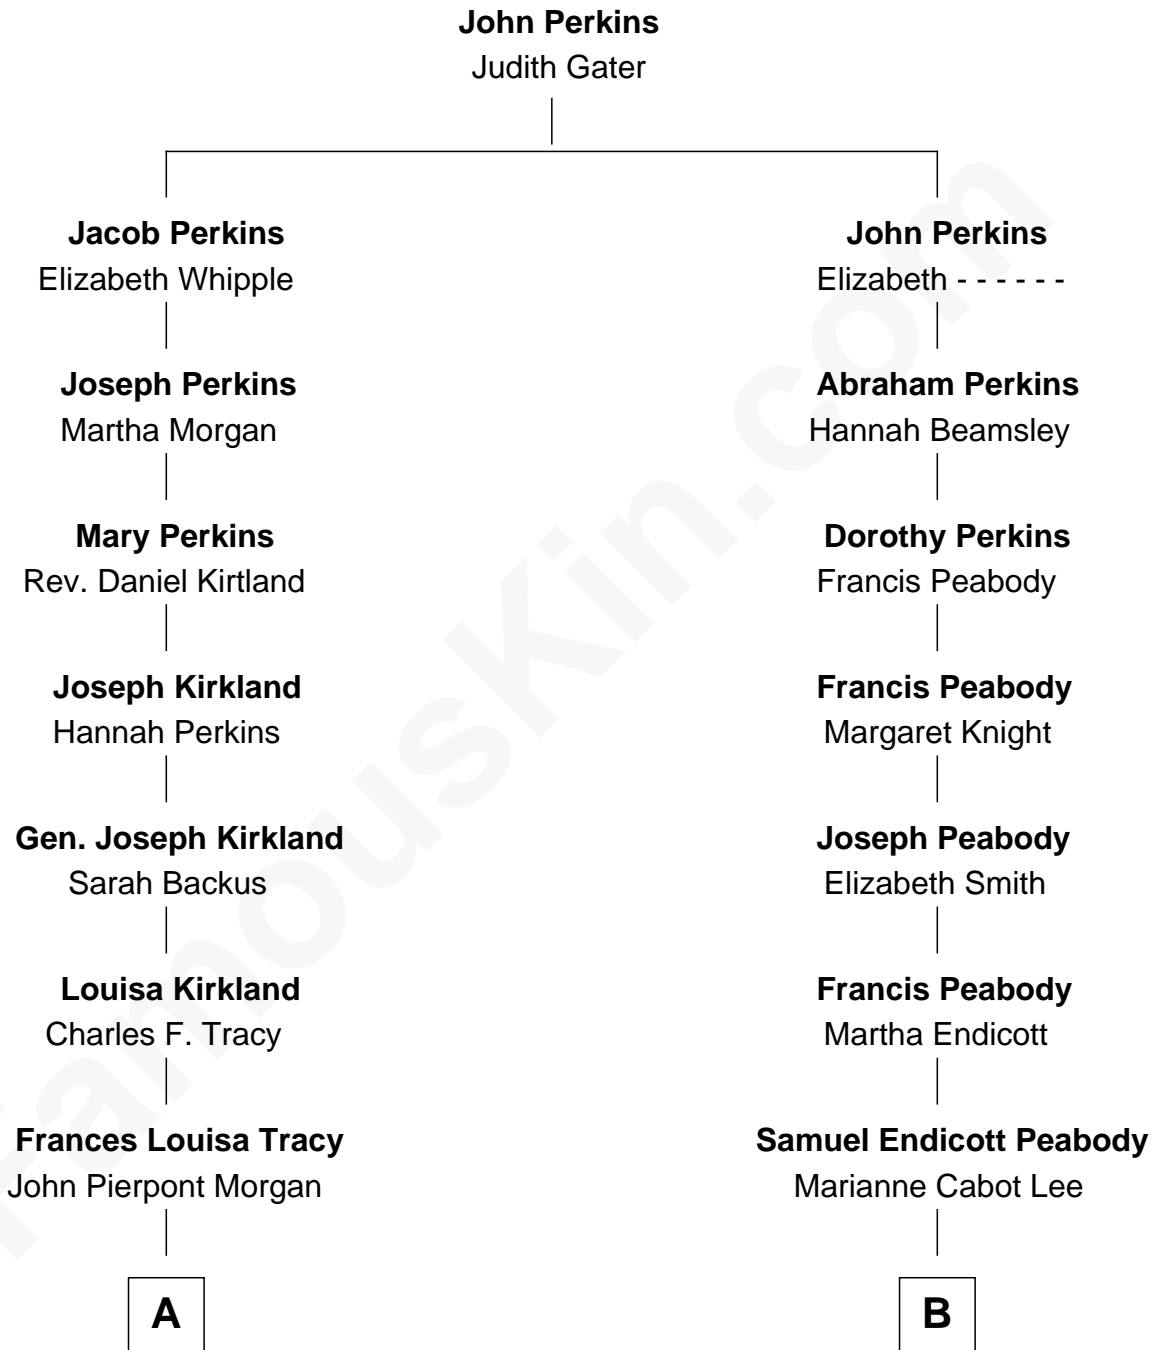 John Perkins
Judith Gater
Jacob Perkins
Elizabeth Whipple
John Perkins
Elizabeth - - - - - -
Joseph Perkins
Martha Morgan
Abraham Perkins
Hannah Beamsley
Mary Perkins
Rev. Daniel Kirtland
Dorothy Perkins
Francis Peabody
Joseph Kirkland
Hannah Perkins
Francis Peabody
Margaret Knight
Gen. Joseph Kirkland
Sarah Backus
Joseph Peabody
Elizabeth Smith
Louisa Kirkland
Charles F. Tracy
Francis Peabody
Martha Endicott
Frances Louisa Tracy
John Pierpont Morgan
Samuel Endicott Peabody
Marianne Cabot Lee
A
B
FamousKin.com